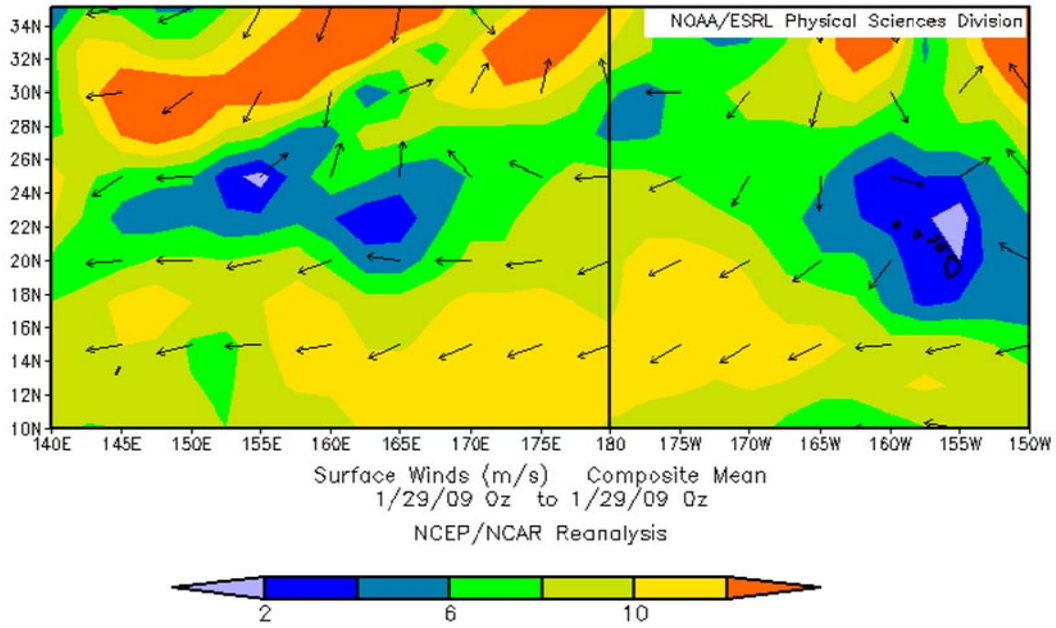 NOAA/ESRL Physical Sciences Division
34N
32N
30N
28N
26N
24N
22N
20N
18N
16N
14N
12N
10N
140E 145E 150E 155E 160E 165E 170E 175E 180 175W 170W 165W 160W 155W 150W
Surface Winds (m/s) Composite Mean
1/29/09 0z to 1/29/09 0z
NCEP/NCAR Reanalysis
2 6 10